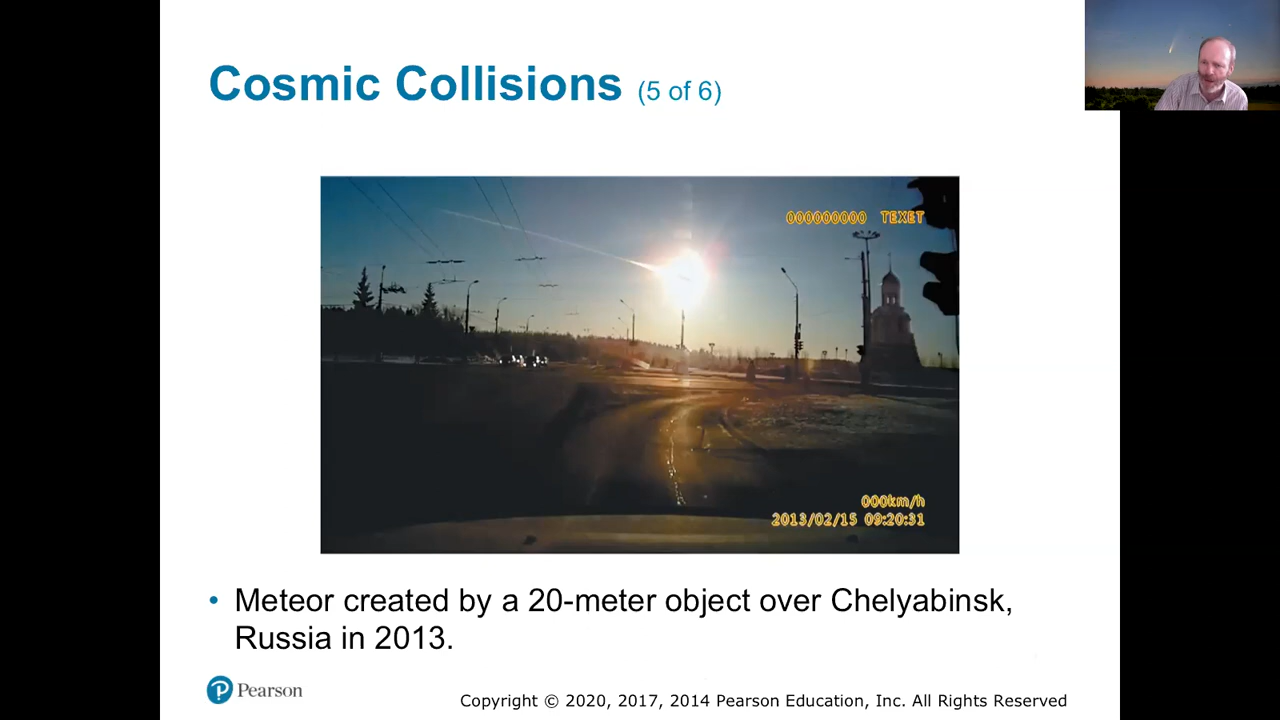 Cosmic Collisions (5 of 6)
000000000 TEXET
000km/h
2013/02/15 09:20:31
• Meteor created by a 20-meter object over Chelyabinsk,
Russia in 2013.
Pearson
Copyright © 2020, 2017, 2014 Pearson Education, Inc. All Rights Reserved